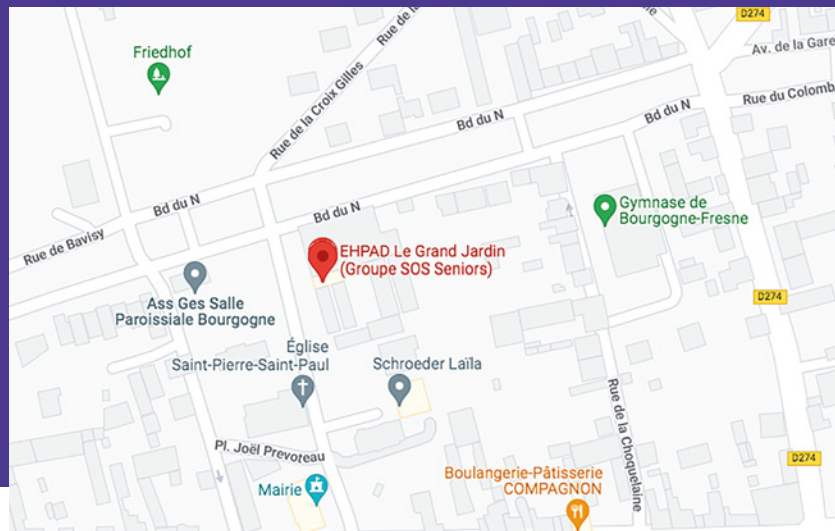 D274
Friedhof
Rue de la
Av. de la Gare
Rue de la Croix Gilles
Bd du N
Bd du N
Rue du Colomb
Bd du N
Bd du N
Gymnase de
Bourgogne-Fresne
Rue de Bavisy
EHPAD Le Grand Jardin
(Groupe SOS Seniors)
Ass Ges Salle
Paroissiale Bourgogne
D274
Église
Saint-Pierre-Saint-Paul
Schroeder Laïla
Rue de la Choquelaine
Pl. Joël Prevoteau
D274
Mairie
Boulangerie-Pâtisserie
COMPAGNON